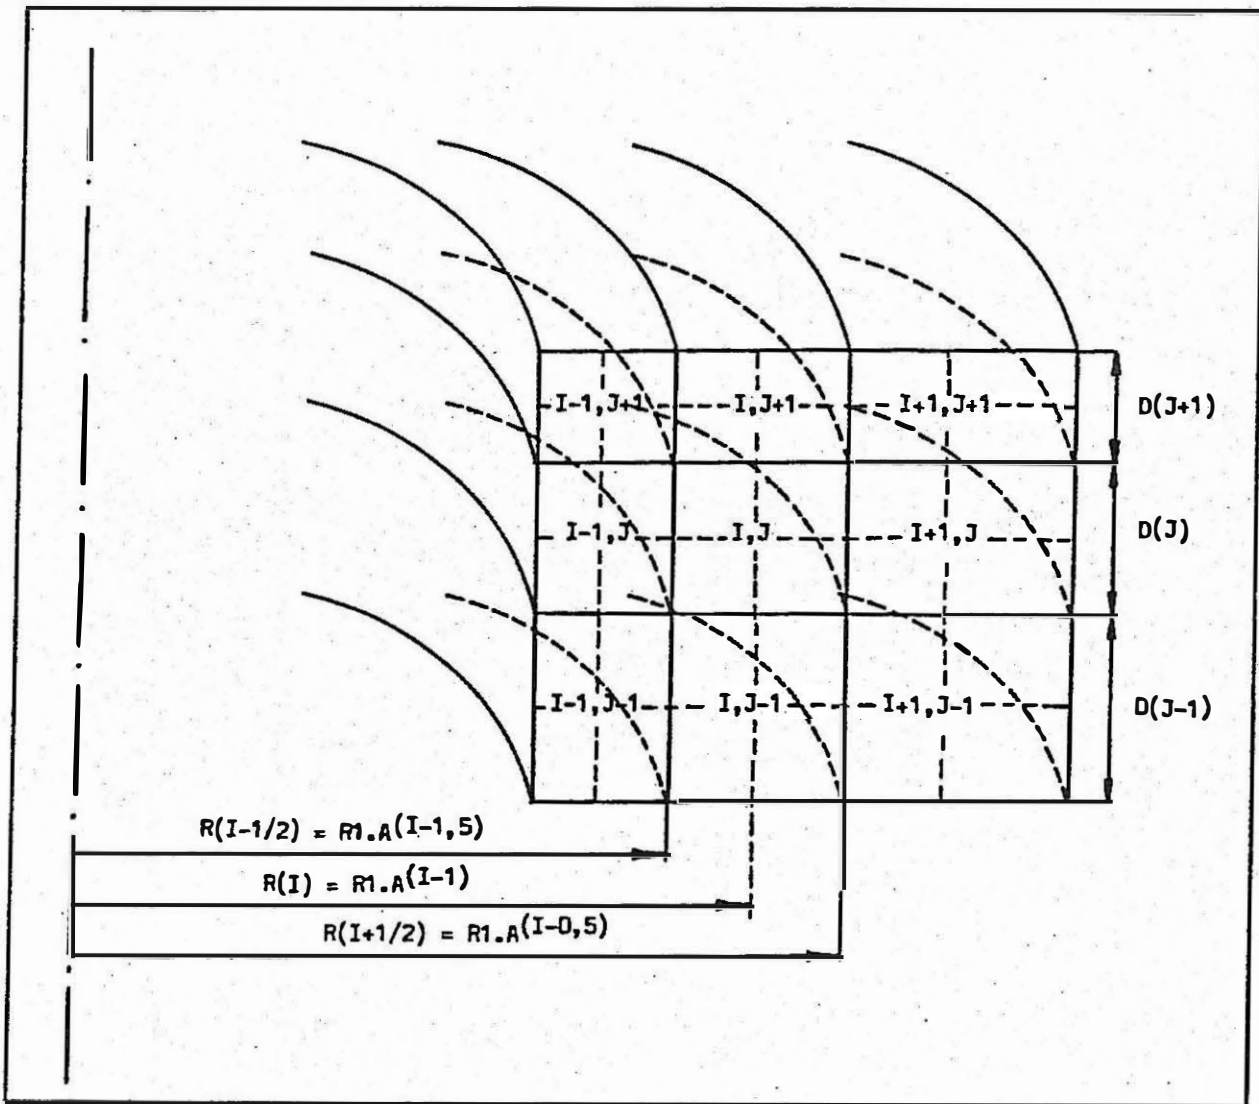 I-1,J+1 I,J+1 I+1,J+1 D(J+1)
I-1,J I,J I+1,J D(J)
I-1,J-1 I,J-1 I+1,J-1 D(J-1)
R(I-1/2) = R1.A(I-1,5)
R(I) = R1.A(I-1)
R(I+1/2) = R1.A(I-0,5)